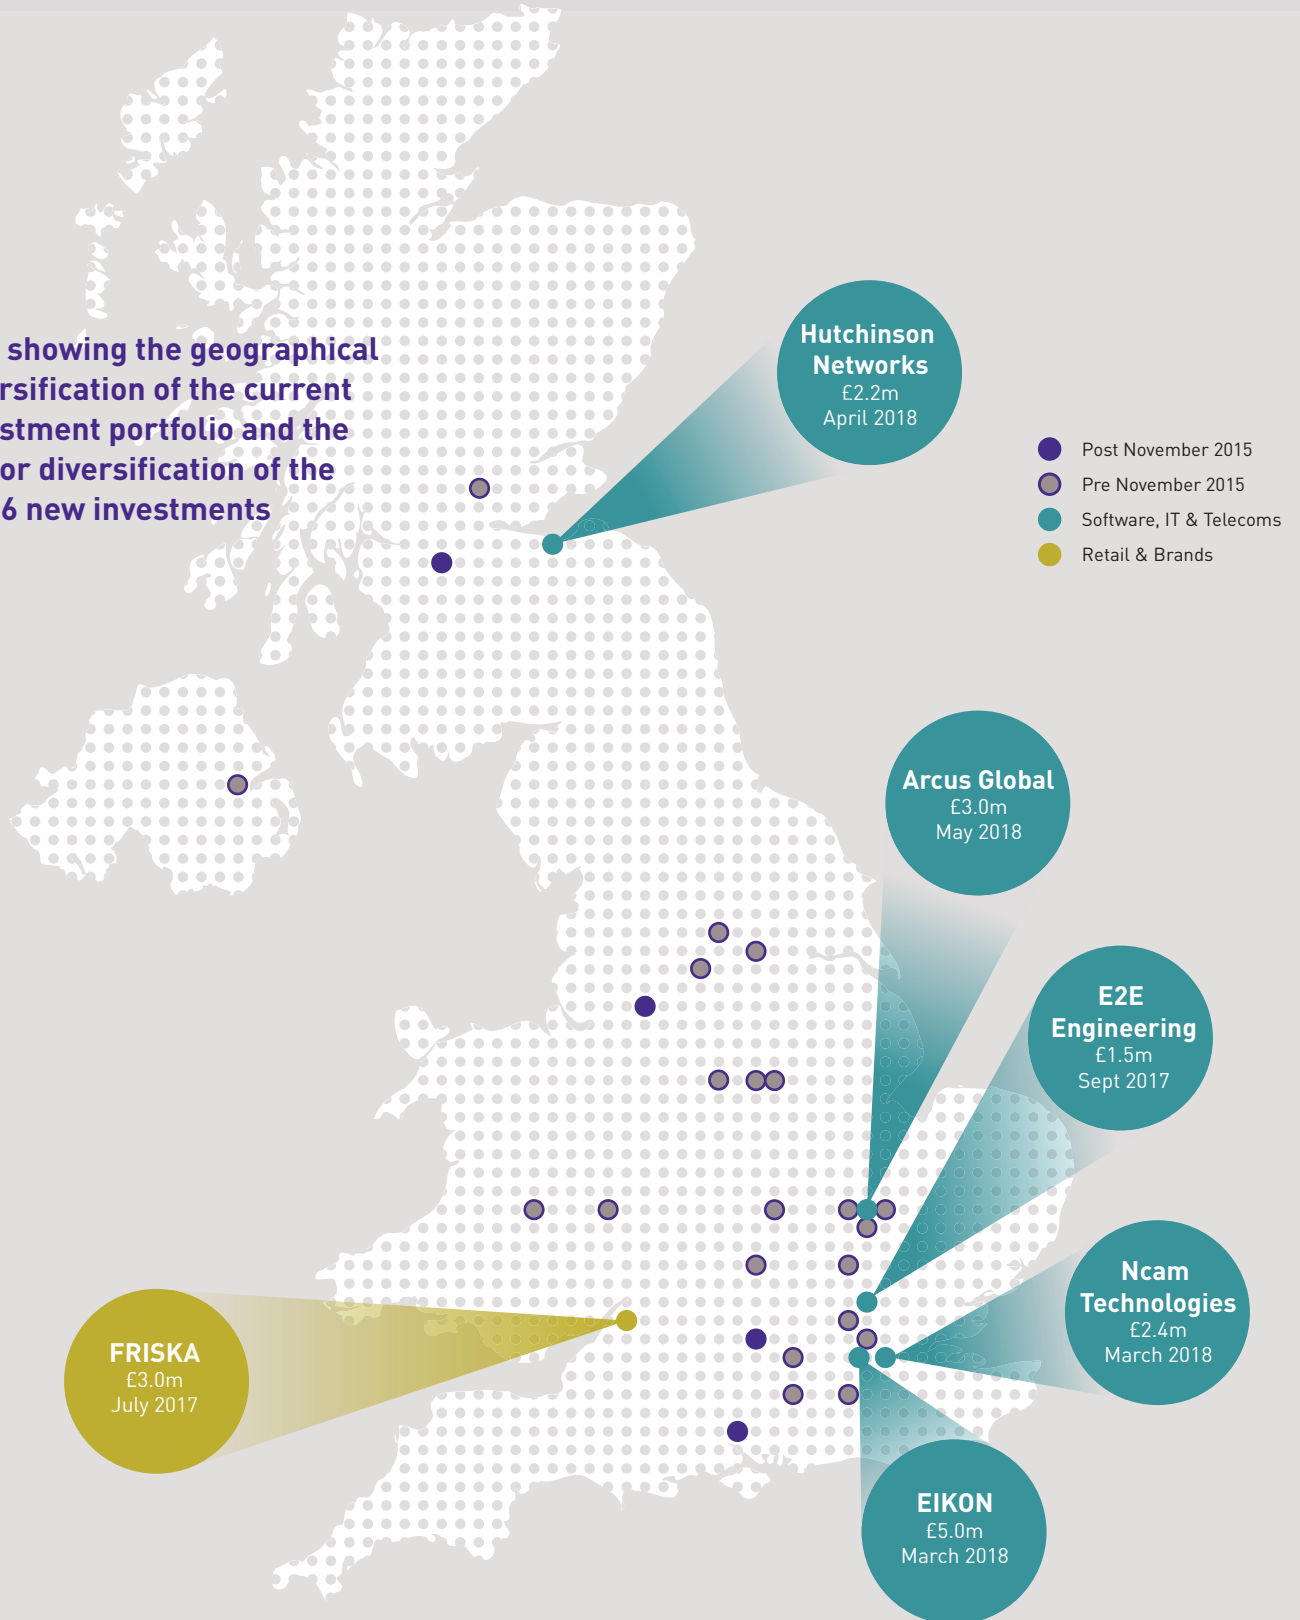 showing the geographical
rsification of the current
stment portfolio and the
or diversification of the
6 new investments
Hutchinson
Networks
£2.2m
April 2018
Post November 2015
Pre November 2015
Software, IT & Telecoms
Retail & Brands
Arcus Global
£3.0m
May 2018
E2E
Engineering
£1.5m
Sept 2017
Ncam
Technologies
£2.4m
March 2018
FRISKA
£3.0m
July 2017
EIKON
£5.0m
March 2018